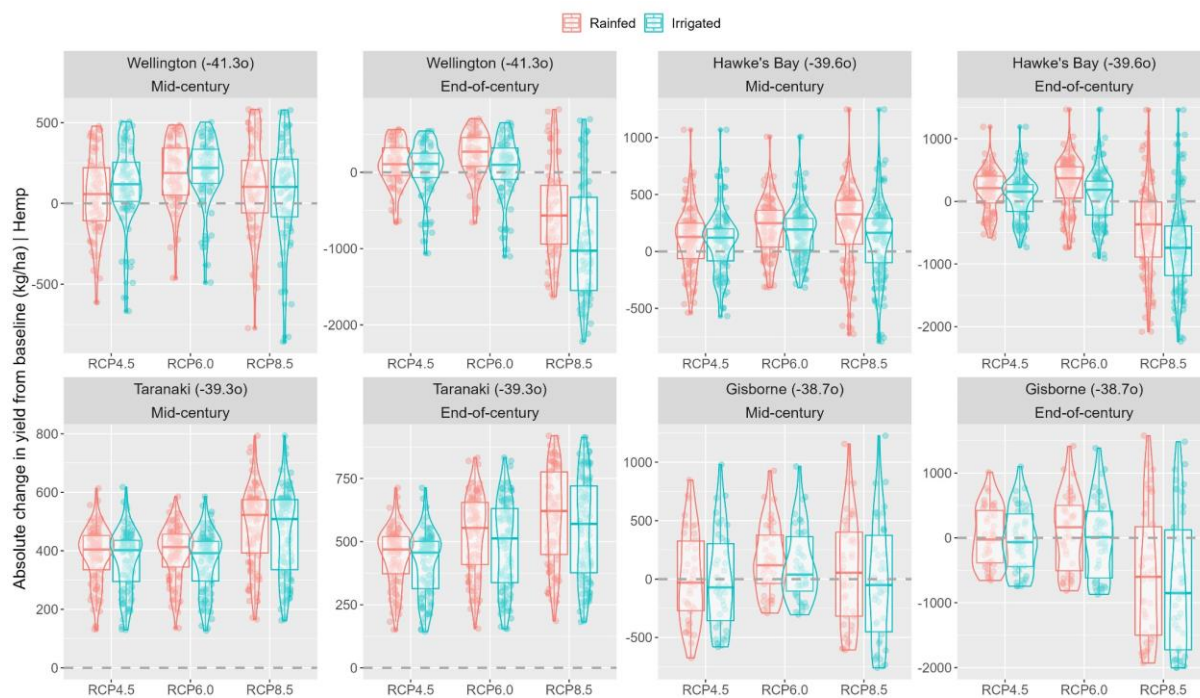 Rainfed Irrigated
Absolute change in yield from baseline (kg/ha) | Hemp
Wellington (-41.3o)
Mid-century
500
0
-500
RCP4.5 RCP6.0 RCP8.5
Wellington (-41.3o)
End-of-century
0
-1000
-2000
RCP4.5 RCP6.0 RCP8.5
Hawke's Bay (-39.6o)
Mid-century
1000
500
0
-500
RCP4.5 RCP6.0 RCP8.5
Hawke's Bay (-39.6o)
End-of-century
1000
0
-1000
-2000
RCP4.5 RCP6.0 RCP8.5
Taranaki (-39.3o)
Mid-century
800
600
400
200
0
RCP4.5 RCP6.0 RCP8.5
Taranaki (-39.3o)
End-of-century
750
500
250
0
RCP4.5 RCP6.0 RCP8.5
Gisborne (-38.7o)
Mid-century
1000
500
0
-500
RCP4.5 RCP6.0 RCP8.5
Gisborne (-38.7o)
End-of-century
1000
0
-1000
-2000
RCP4.5 RCP6.0 RCP8.5